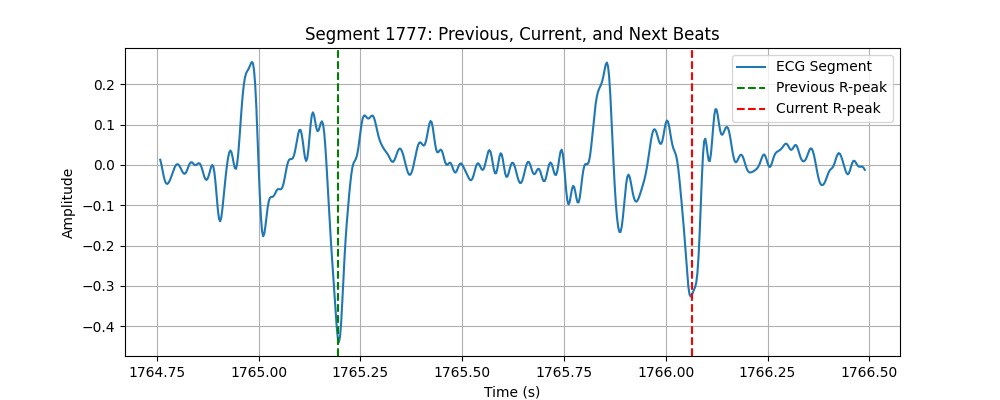 Segment 1777: Previous, Current, and Next Beats
ECG Segment
Previous R-peak
Current R-peak
Amplitude
0.2
0.1
0.0
−0.1
−0.2
−0.3
−0.4
1764.75 1765.00 1765.25 1765.50 1765.75 1766.00 1766.25 1766.50
Time (s)